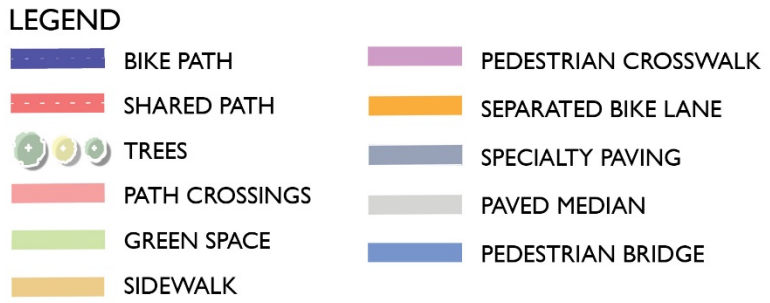 LEGEND
BIKE PATH
SHARED PATH
TREES
PATH CROSSINGS
GREEN SPACE
SIDEWALK
PEDESTRIAN CROSSWALK
SEPARATED BIKE LANE
SPECIALTY PAVING
PAVED MEDIAN
PEDESTRIAN BRIDGE